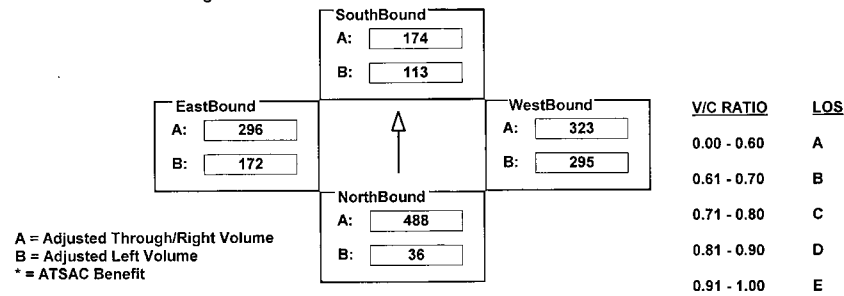 SouthBound
A: 174
B: 113
EastBound
A: 296
B: 172
WestBound
A: 323
B: 295
NorthBound
A: 488
B: 36
A = Adjusted Through/Right Volume
B = Adjusted Left Volume
* = ATSAC Benefit
V/C RATIO LOS
0.00 - 0.60 A
0.61 - 0.70 B
0.71 - 0.80 C
0.81 - 0.90 D
0.91 - 1.00 E